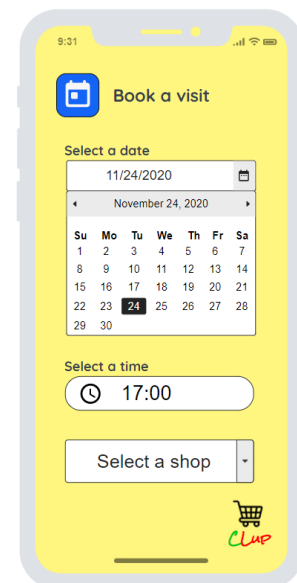 9:31
Book a visit
Select a date
11/24/2020
November 24, 2020
Su Mo Tu We Th Fr Sa
1 2 3 4 5 6 7
8 9 10 11 12 13 14
15 16 17 18 19 20 21
22 23 24 25 26 27 28
29 30
Select a time
17:00
Select a shop
CLup